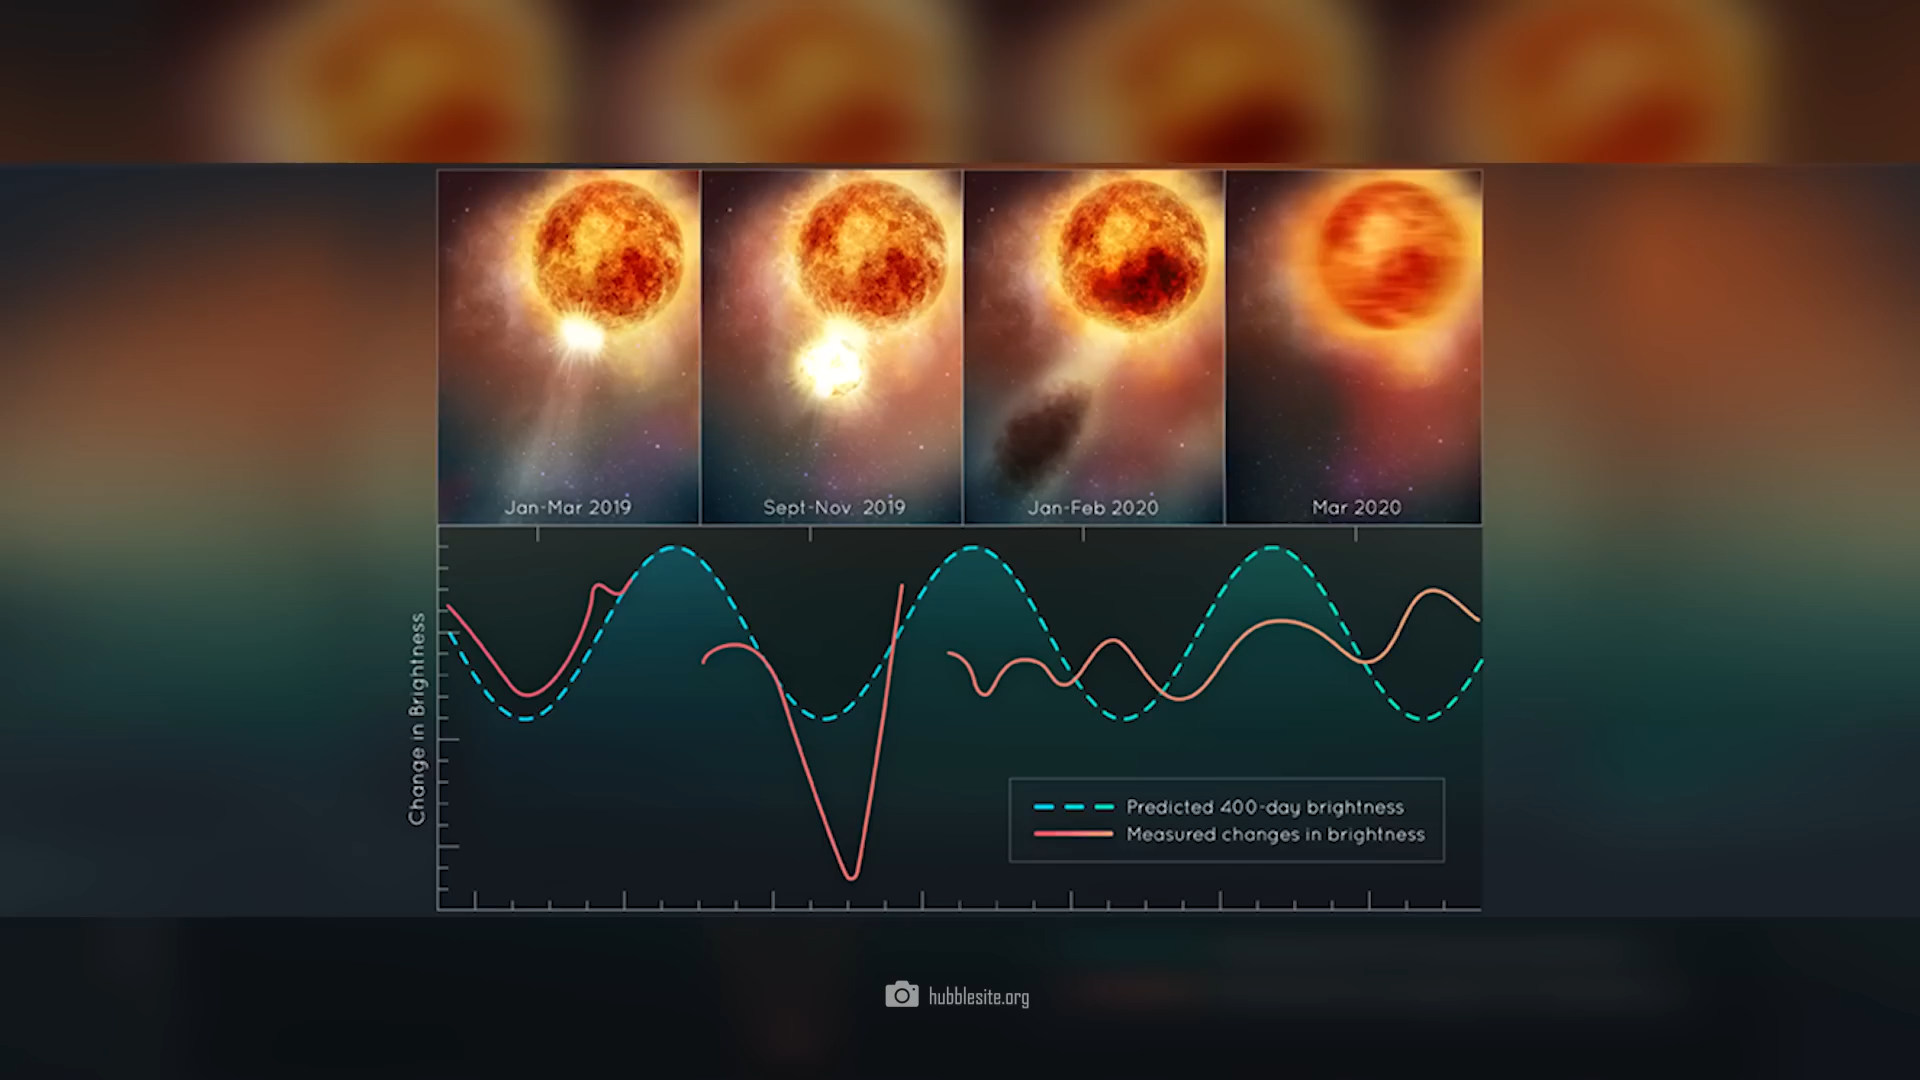 Jan-Mar 2019
Sept-Nov. 2019
Jan-Feb 2020
Mar 2020
Change in Brightness
Predicted 400-day brightness
Measured changes in brightness
hubblesite.org